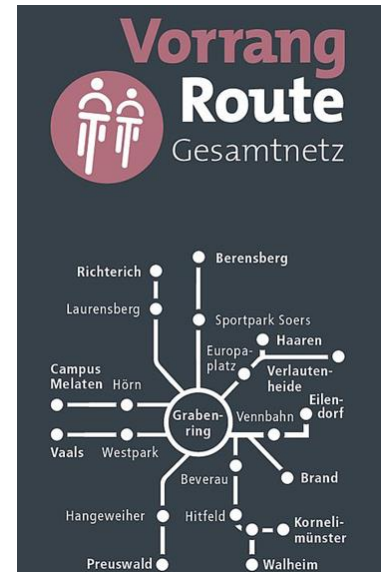 Vorrang
Route
Gesamtnetz
Berensberg
Richterich
Laurensberg
Sportpark Soers
Europa-
platz
Haaren
Verlauten-
heide
Campus
Melaten
Hörn
Eilen-
dorf
Graben-
ring
Vennbahn
Vaals
Westpark
Beverau
Brand
Hangeweiher
Hitfeld
Korneli-
münster
Preuswald
Walheim